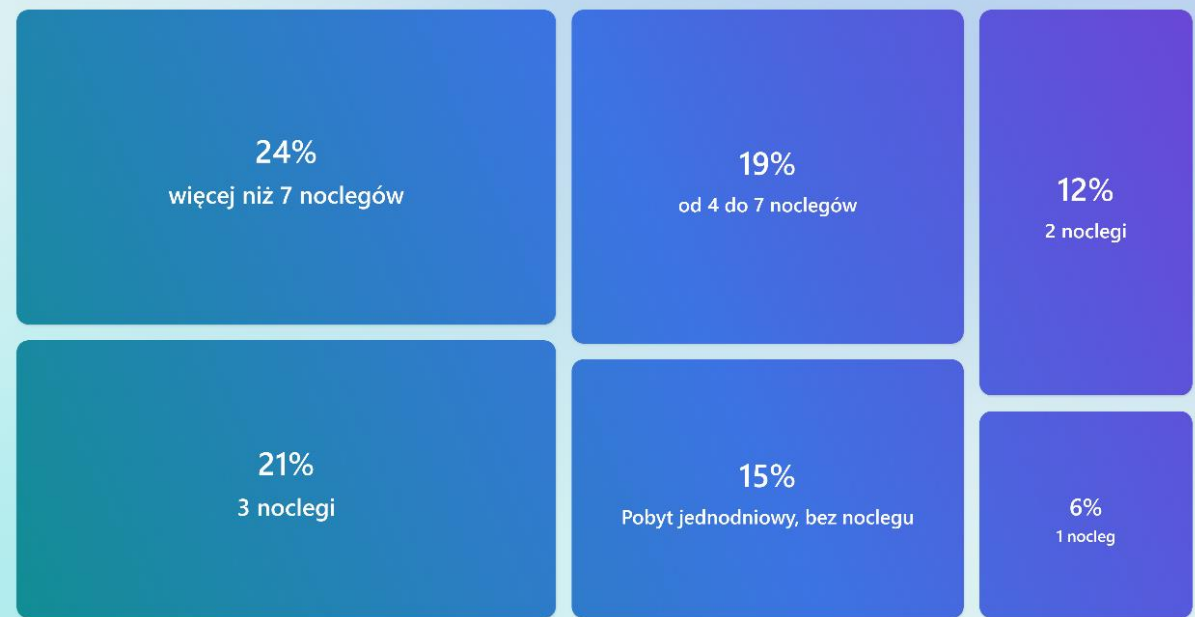 24%
więcej niż 7 noclegów
19%
od 4 do 7 noclegów
12%
2 noclegi
21%
3 noclegi
15%
Pobyt jednodniowy, bez noclegu
6%
1 nocleg